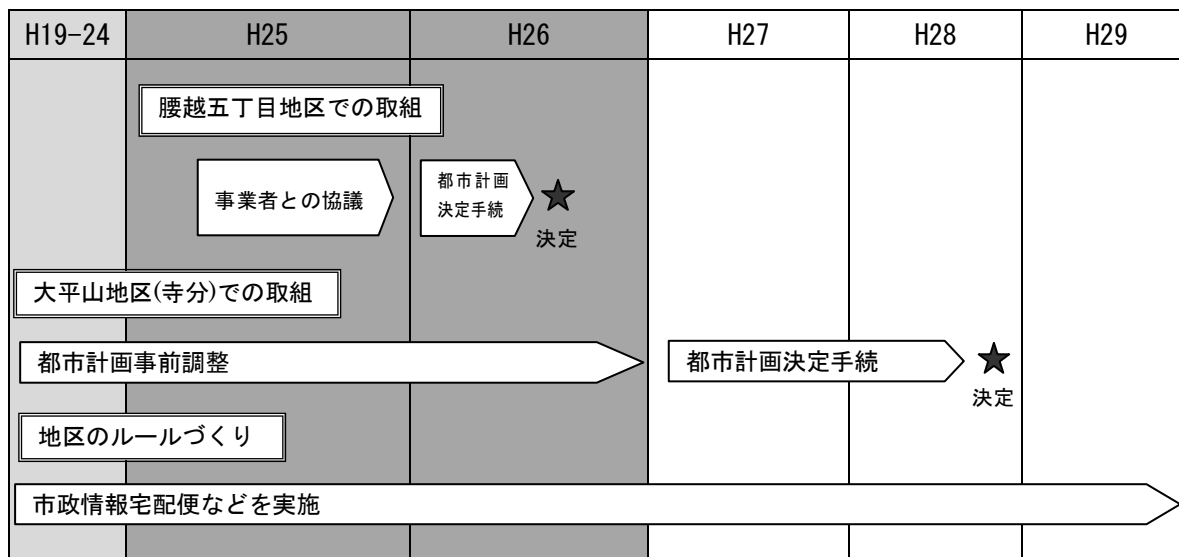 H19-24 H25 H26 H27 H28 H29
腰越五丁目地区での取組
事業者との協議
都市計画
決定手続
決定
大平山地区(寺分)での取組
都市計画事前調整
都市計画決定手続
決定
地区のルールづくり
市政情報宅配便などを実施